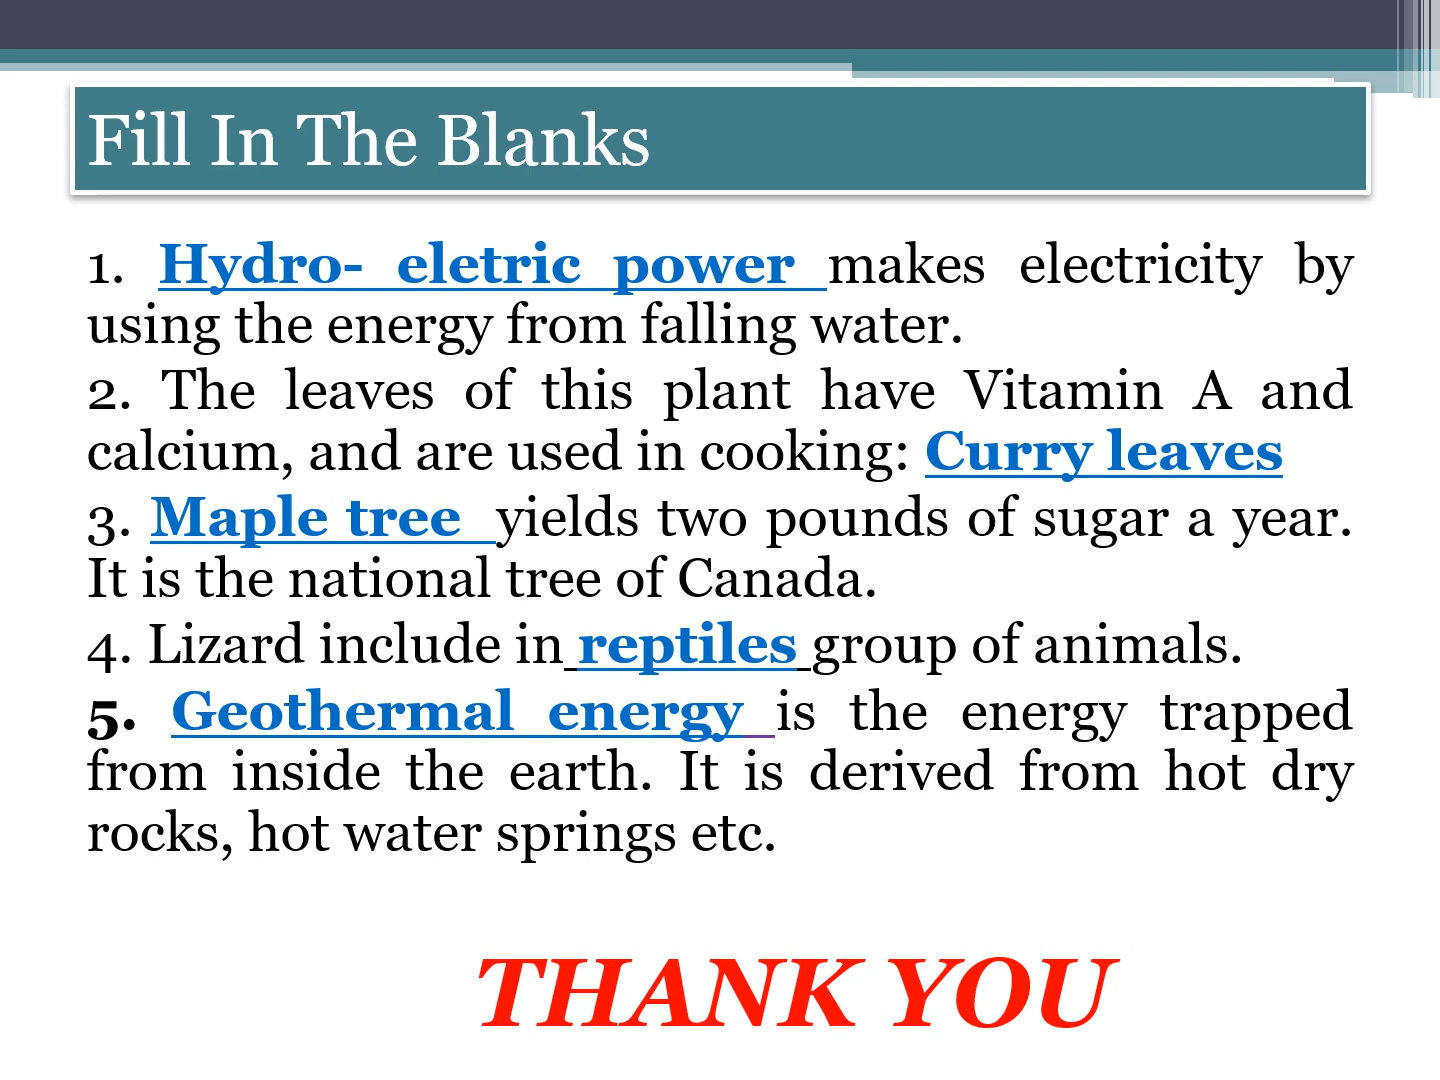 Fill In The Blanks
1. Hydro- eletric power makes electricity by
using the energy from falling water.
2. The leaves of this plant have Vitamin A and
calcium, and are used in cooking: Curry leaves
3. Maple tree yields two pounds of sugar a year.
It is the national tree of Canada.
4. Lizard include in reptiles group of animals.
5. Geothermal energy is the energy trapped
from inside the earth. It is derived from hot dry
rocks, hot water springs etc.
THANK YOU